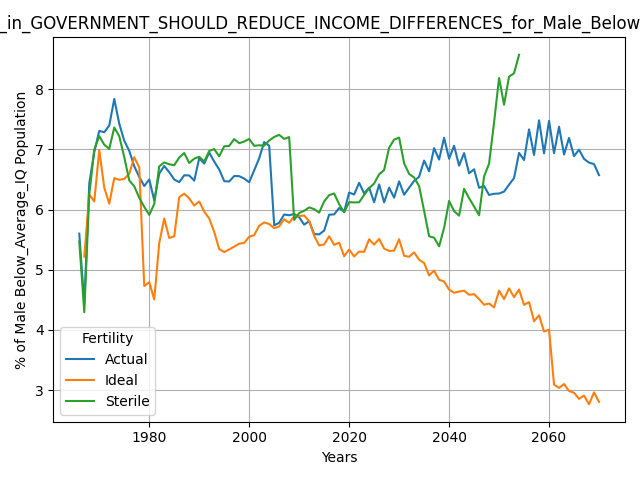 _in_GOVERNMENT_SHOULD_REDUCE_INCOME_DIFFERENCES_for_Male_Below
% of Male Below_Average_IQ Population
8
7
6
5
4
3
Fertility
Actual
Ideal
Sterile
1980 2000 2020 2040 2060
Years